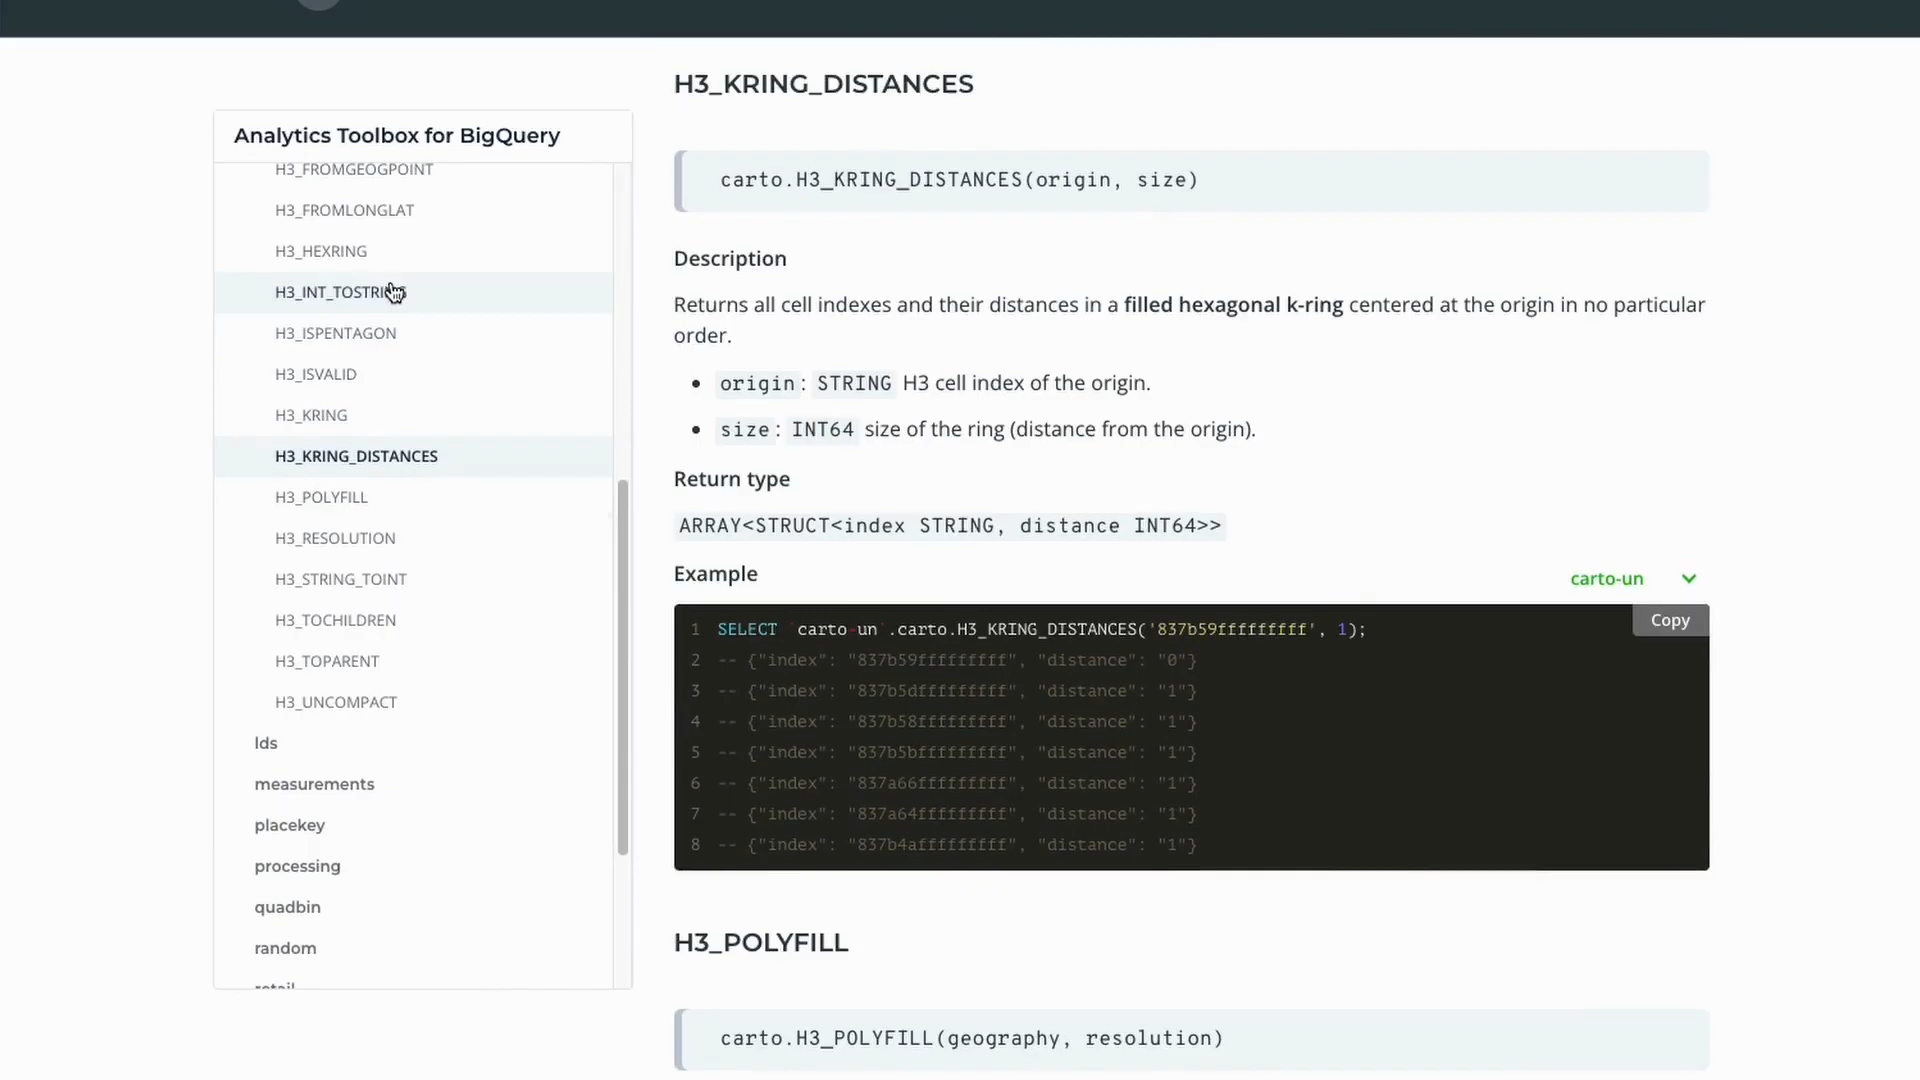 Analytics Toolbox for BigQuery
H3_FROMGEOGPOINT
H3_FROMLONGLAT
H3_HEXRING
H3_INT_TOSTRING
H3_ISPENTAGON
H3_ISVALID
H3_KRING
H3_KRING_DISTANCES
H3_POLYFILL
H3_RESOLUTION
H3_STRING_TOINT
H3_TOCHILDREN
H3_TOPARENT
H3_UNCOMPACT
lds
measurements
placekey
processing
quadbin
random
retail
H3_KRING_DISTANCES
carto.H3_KRING_DISTANCES(origin, size)
Description
Returns all cell indexes and their distances in a filled hexagonal k-ring centered at the origin in no particular
order.
• origin: STRING H3 cell index of the origin.
• size: INT64 size of the ring (distance from the origin).
Return type
ARRAY<STRUCT<index STRING, distance INT64>>
Example
carto-un
Copy
1 SELECT `carto-un`.carto.H3_KRING_DISTANCES('837b59fffffffff', 1);
2 -- {"index": "837b59fffffffff", "distance": "0"}
3 -- {"index": "837b5dfffffffff", "distance": "1"}
4 -- {"index": "837b58fffffffff", "distance": "1"}
5 -- {"index": "837b5bfffffffff", "distance": "1"}
6 -- {"index": "837a66fffffffff", "distance": "1"}
7 -- {"index": "837a64fffffffff", "distance": "1"}
8 -- {"index": "837b4afffffffff", "distance": "1"}
H3_POLYFILL
carto.H3_POLYFILL(geography, resolution)